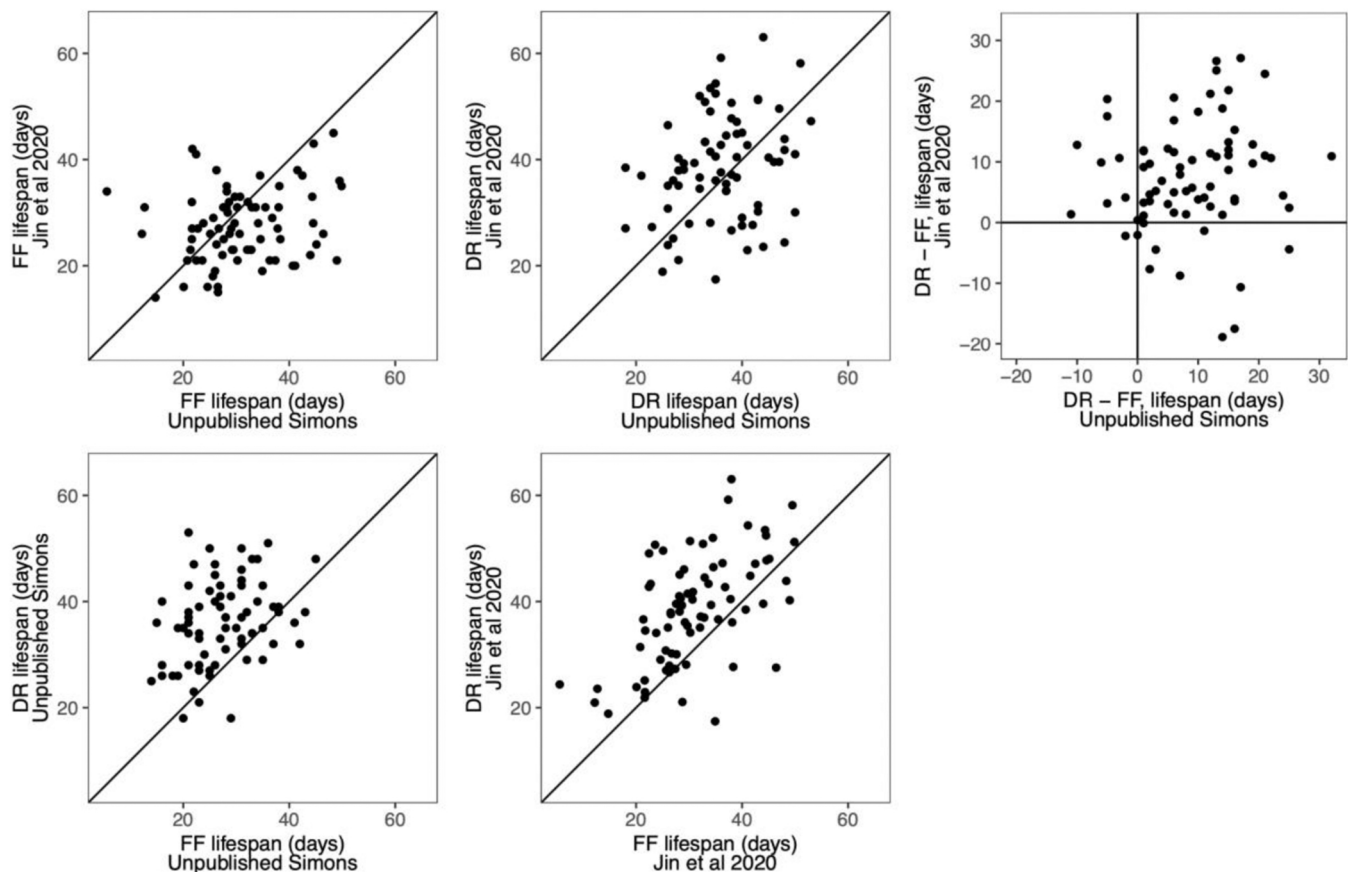 60
40
20
20
40
60
FF lifespan (days)
Jin et al 2020
FF lifespan (days)
Unpublished Simons
60
40
20
20
40
60
DR lifespan (days)
Jin et al 2020
DR lifespan (days)
Unpublished Simons
30
20
10
0
−10
−20
−20
−10
0
10
20
30
DR − FF, lifespan (days)
Jin et al 2020
DR − FF, lifespan (days)
Unpublished Simons
60
40
20
20
40
60
DR lifespan (days)
Unpublished Simons
FF lifespan (days)
Unpublished Simons
60
40
20
20
40
60
DR lifespan (days)
Jin et al 2020
FF lifespan (days)
Jin et al 2020